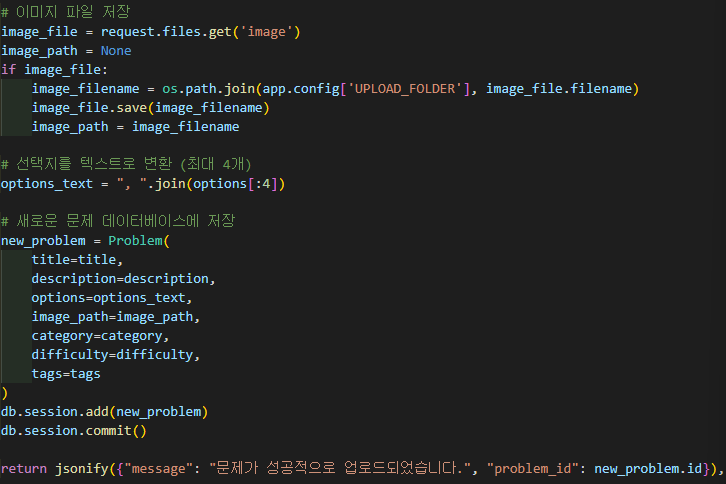 # 이미지 파일 저장
image_file = request.files.get('image')
image_path = None
if image_file:
    image_filename = os.path.join(app.config['UPLOAD_FOLDER'], image_file.filename)
    image_file.save(image_filename)
    image_path = image_filename

# 선택지를 텍스트로 변환 (최대 4개)
options_text = ", ".join(options[:4])

# 새로운 문제 데이터베이스에 저장
new_problem = Problem(
    title=title,
    description=description,
    options=options_text,
    image_path=image_path,
    category=category,
    difficulty=difficulty,
    tags=tags
)
db.session.add(new_problem)
db.session.commit()

return jsonify({"message": "문제가 성공적으로 업로드되었습니다.", "problem_id": new_problem.id}),